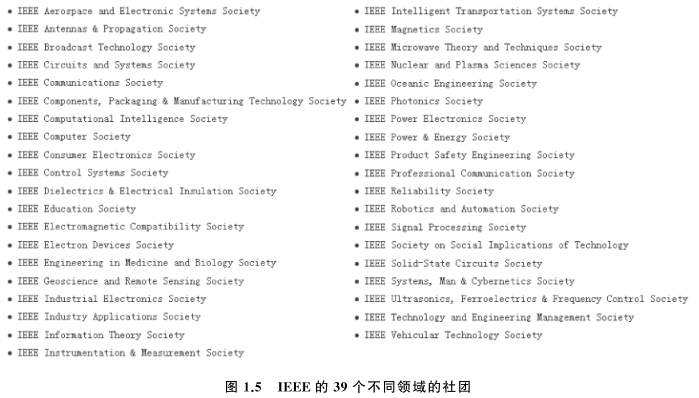 • IEEE Aerospace and Electronic Systems Society
• IEEE Antennas & Propagation Society
• IEEE Broadcast Technology Society
• IEEE Circuits and Systems Society
• IEEE Communications Society
• IEEE Components, Packaging & Manufacturing Technology Society
• IEEE Computational Intelligence Society
• IEEE Computer Society
• IEEE Consumer Electronics Society
• IEEE Control Systems Society
• IEEE Dielectrics & Electrical Insulation Society
• IEEE Education Society
• IEEE Electromagnetic Compatibility Society
• IEEE Electron Devices Society
• IEEE Engineering in Medicine and Biology Society
• IEEE Geoscience and Remote Sensing Society
• IEEE Industrial Electronics Society
• IEEE Industry Applications Society
• IEEE Information Theory Society
• IEEE Instrumentation & Measurement Society
• IEEE Intelligent Transportation Systems Society
• IEEE Magnetics Society
• IEEE Microwave Theory and Techniques Society
• IEEE Nuclear and Plasma Sciences Society
• IEEE Oceanic Engineering Society
• IEEE Photonics Society
• IEEE Power Electronics Society
• IEEE Power & Energy Society
• IEEE Product Safety Engineering Society
• IEEE Professional Communication Society
• IEEE Reliability Society
• IEEE Robotics and Automation Society
• IEEE Signal Processing Society
• IEEE Society on Social Implications of Technology
• IEEE Solid-State Circuits Society
• IEEE Systems, Man & Cybernetics Society
• IEEE Ultrasonics, Ferroelectrics & Frequency Control Society
• IEEE Technology and Engineering Management Society
• IEEE Vehicular Technology Society
图 1.5 IEEE 的 39 个不同领域的社团